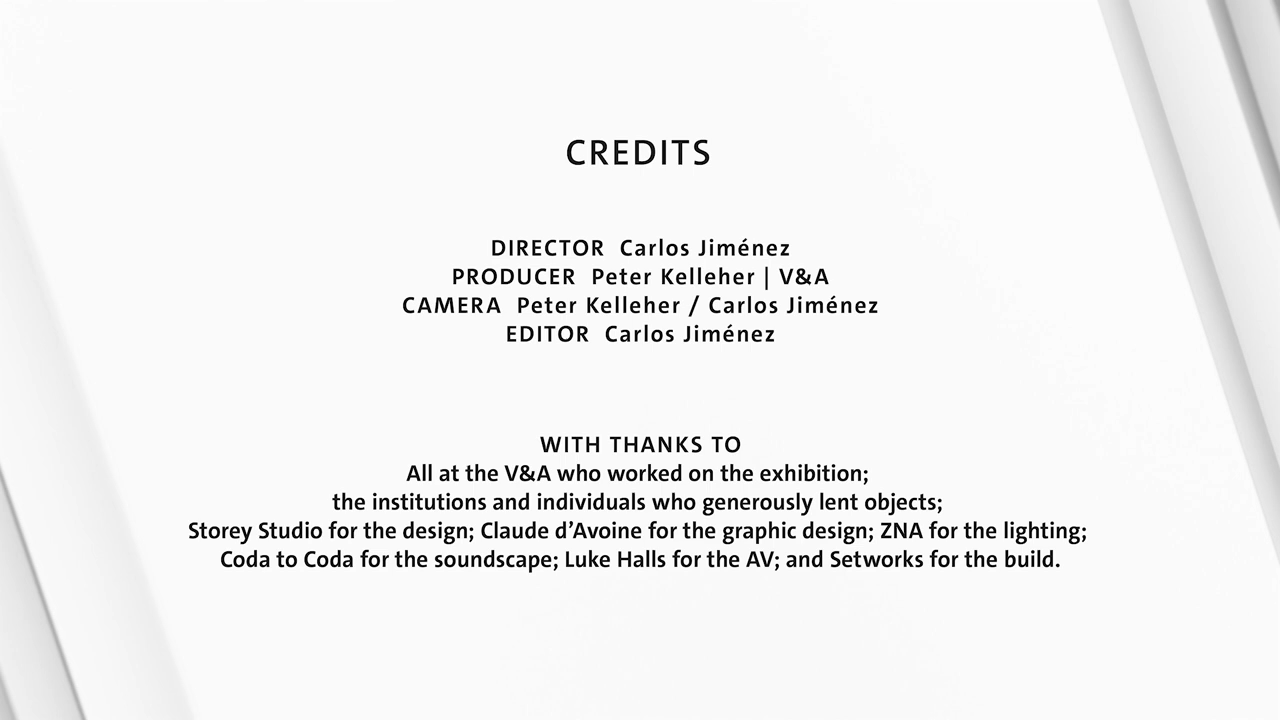 CREDITS
DIRECTOR Carlos Jiménez
PRODUCER Peter Kelleher | V&A
CAMERA Peter Kelleher / Carlos Jiménez
EDITOR Carlos Jiménez
WITH THANKS TO
All at the V&A who worked on the exhibition;
the institutions and individuals who generously lent objects;
Storey Studio for the design; Claude d’Avoine for the graphic design; ZNA for the lighting;
Coda to Coda for the soundscape; Luke Halls for the AV; and Setworks for the build.